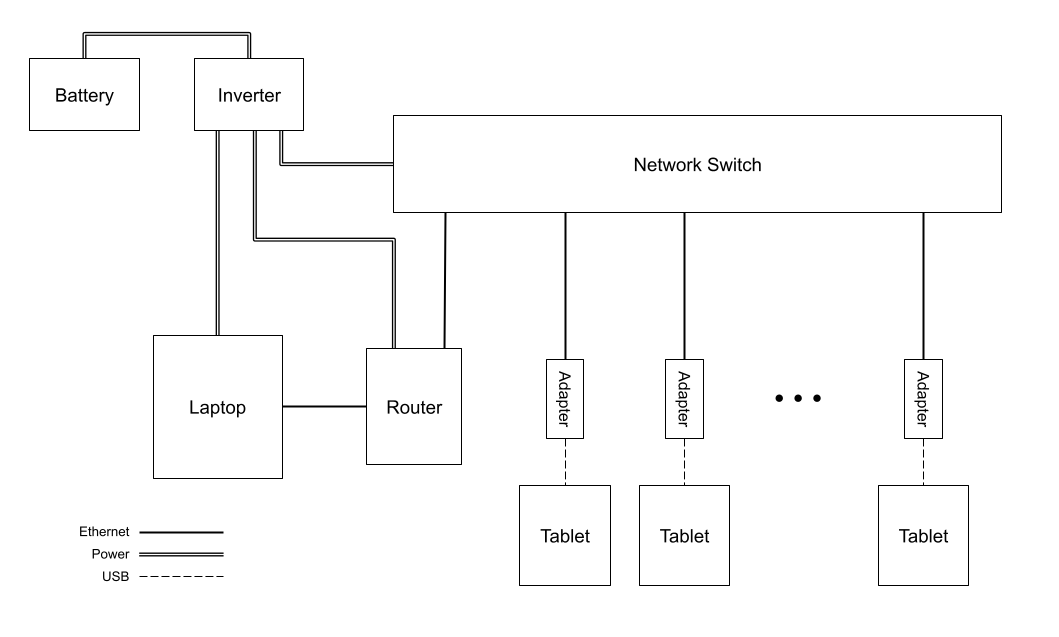 Battery
Inverter
Network Switch
Laptop
Router
Adapter
Adapter
Adapter
Tablet
Tablet
Tablet
Ethernet
Power
USB